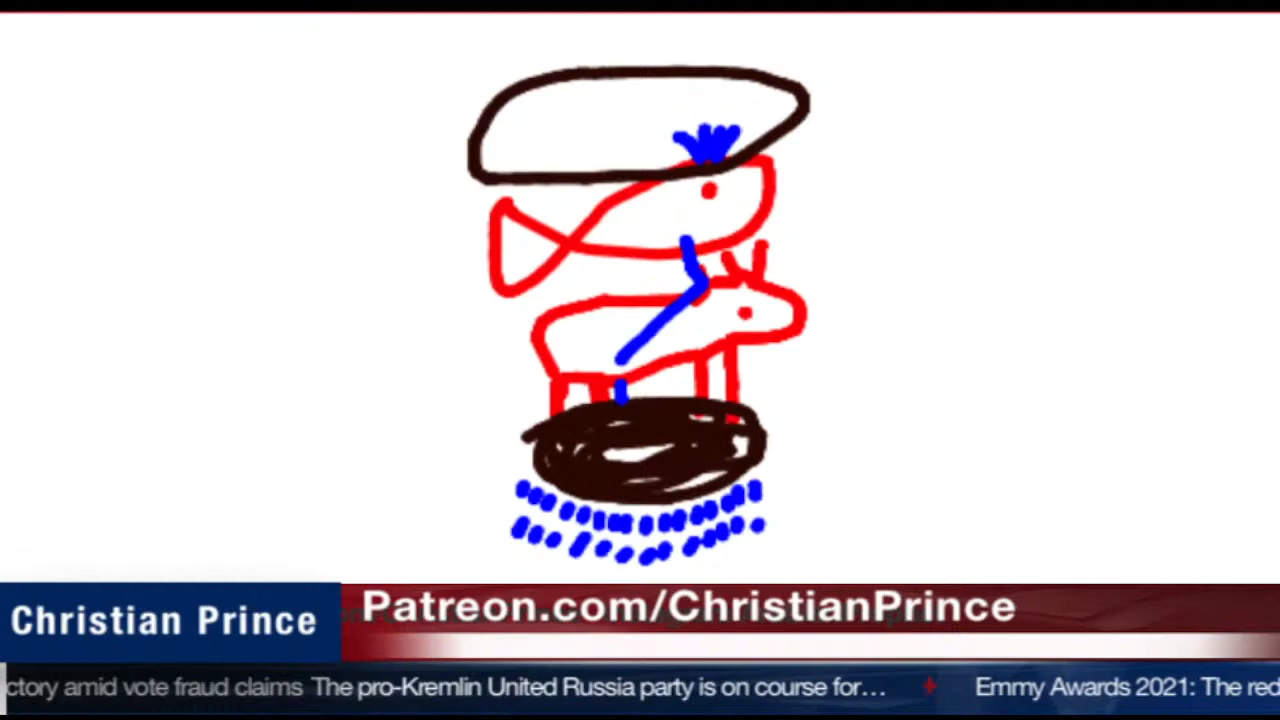 Christian Prince
Patreon.com/ChristianPrince
ctory amid vote fraud claims The pro-Kremlin United Russia party is on course for… Emmy Awards 2021: The red